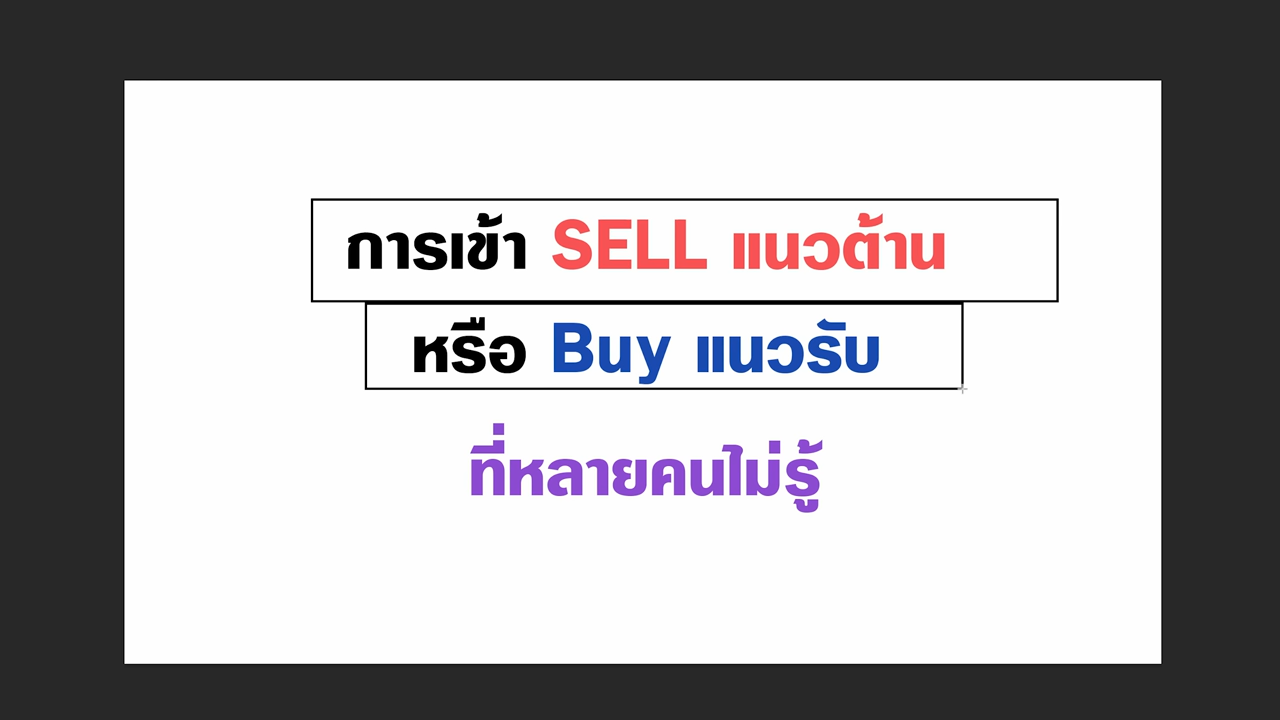 การเข้า SELL แนวต้าน
หรือ Buy แนวรับ
ที่หลายคนไม่รู้